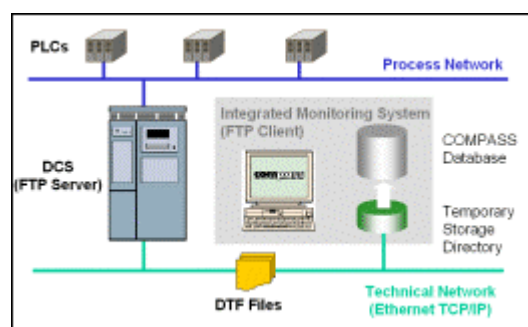 PLCs
Process Network
Integrated Monitoring System
(FTP Client)
DCS
(FTP Server)
COMPASS
Database
Temporary
Storage
Directory
DTF Files
Technical Network
(Ethernet TCP/IP)